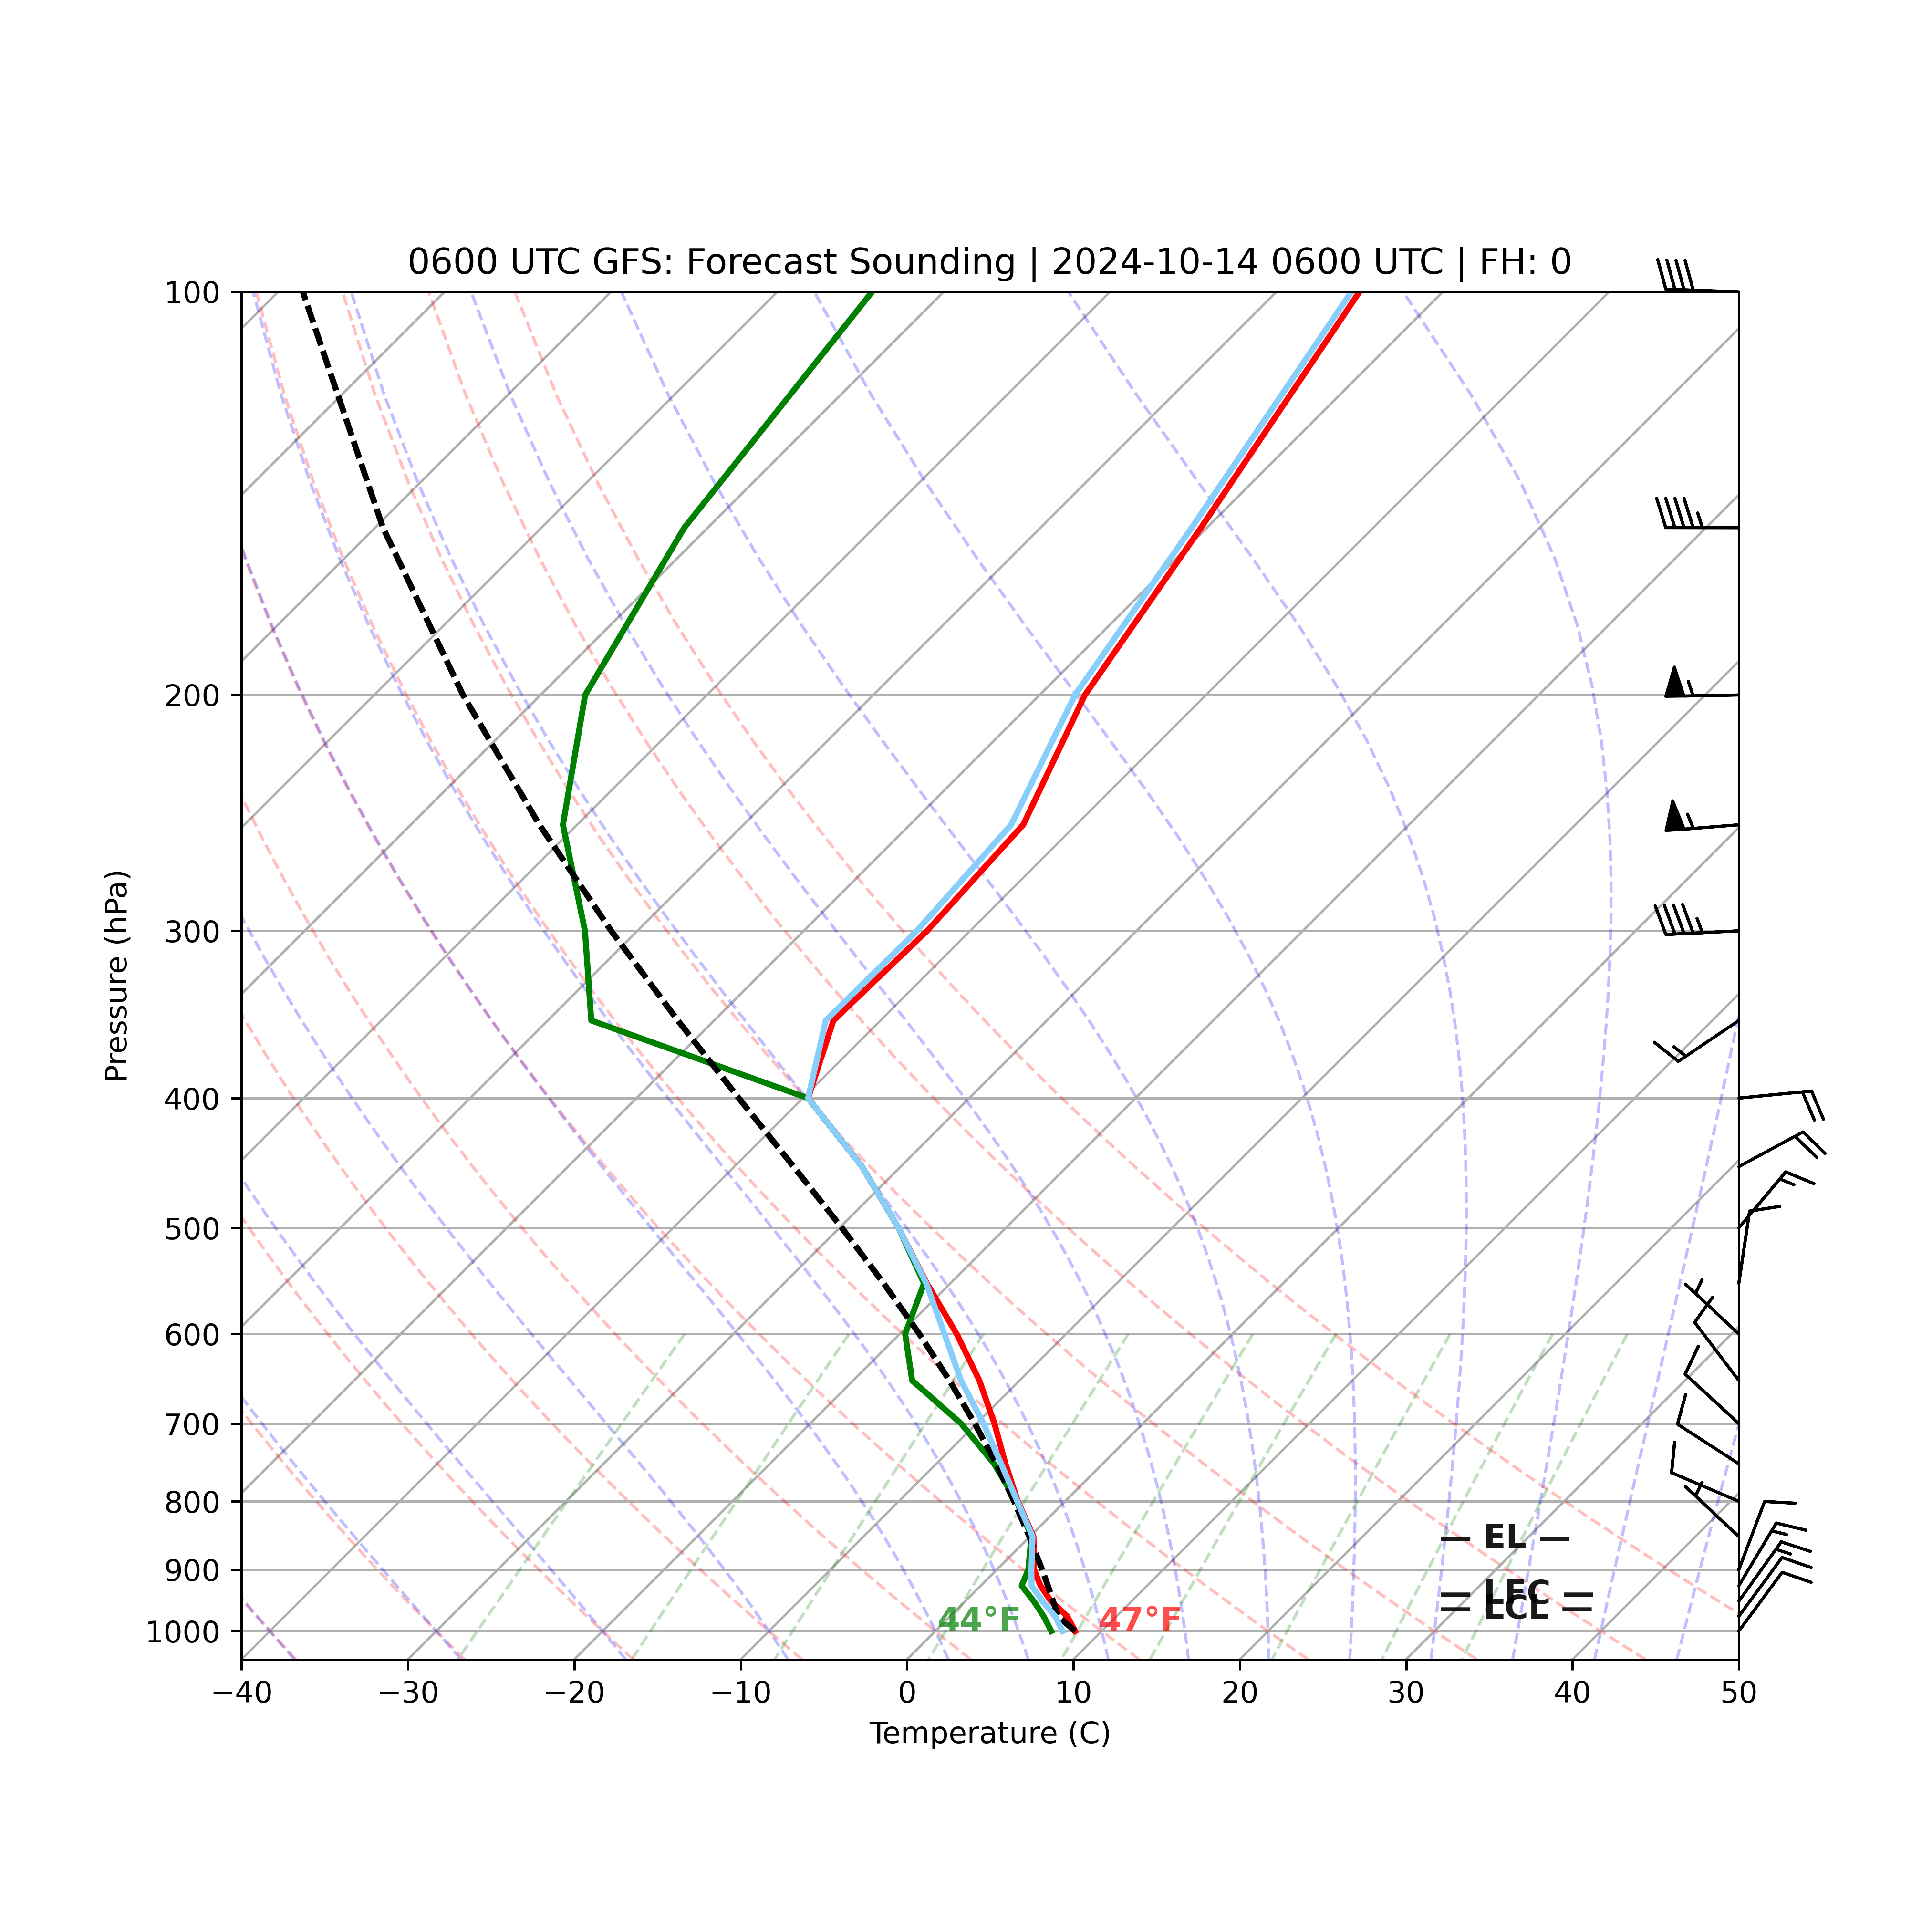 0600 UTC GFS: Forecast Sounding | 2024-10-14 0600 UTC | FH: 0
100
200
300
400
500
600
700
800
900
1000
Pressure (hPa)
— EL —
— LFC —
— LCL —
44°F
47°F
−40
−30
−20
−10
0
10
20
30
40
50
Temperature (C)